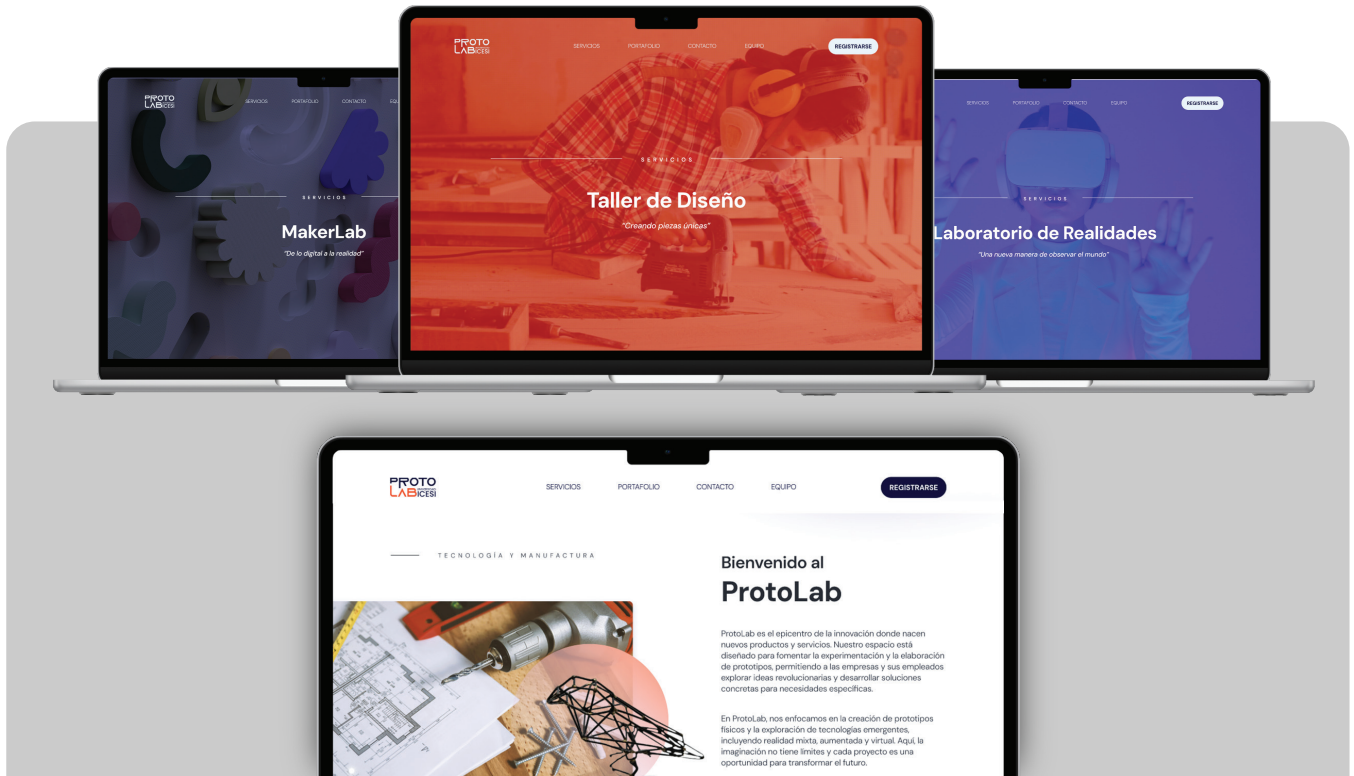 PROTO
LABICESI
SERVICIOS PORTAFOLIO CONTACTO EQU
SERVICIOS
MakerLab
"De lo digital a la realidad"
PROTO
LABICESI
SERVICIOS PORTAFOLIO CONTACTO EQUIPO REGISTRARSE
SERVICIOS
Taller de Diseño
"Creando piezas únicas"
SERVICIOS PORTAFOLIO CONTACTO EQUIPO REGISTRARSE
SERVICIOS
Laboratorio de Realidades
"Una nueva manera de observar el mundo"
PROTO
LABICESI
SERVICIOS PORTAFOLIO CONTACTO EQUIPO REGISTRARSE
TECNOLOGÍA Y MANUFACTURA
Bienvenido al
ProtoLab
ProtoLab es el epicentro de la innovación donde nacen
nuevos productos y servicios. Nuestro espacio está
diseñado para fomentar la experimentación y la elaboración
de prototipos, permitiendo a las empresas y sus empleados
explorar ideas revolucionarias y desarrollar soluciones
concretas para necesidades específicas.
En ProtoLab, nos enfocamos en la creación de prototipos
físicos y la exploración de tecnologías emergentes,
incluyendo realidad mixta, aumentada y virtual. Aquí, la
imaginación no tiene límites y cada proyecto es una
oportunidad para transformar el futuro.